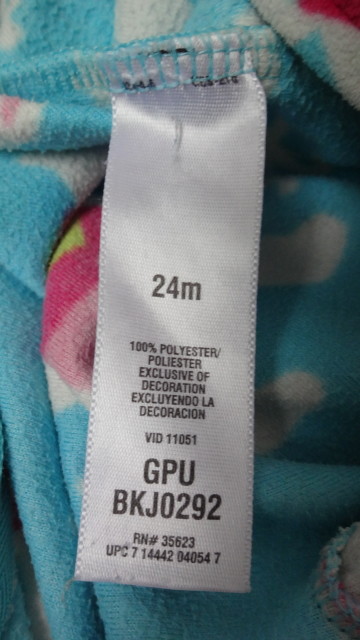 24m
100% POLYESTER/
POLIESTER
EXCLUSIVE OF
DECORATION
EXCLUYENDO LA
DECORACION
VID 11051
GPU
BKJ0292
RN# 35623
UPC 7 14442 04054 7